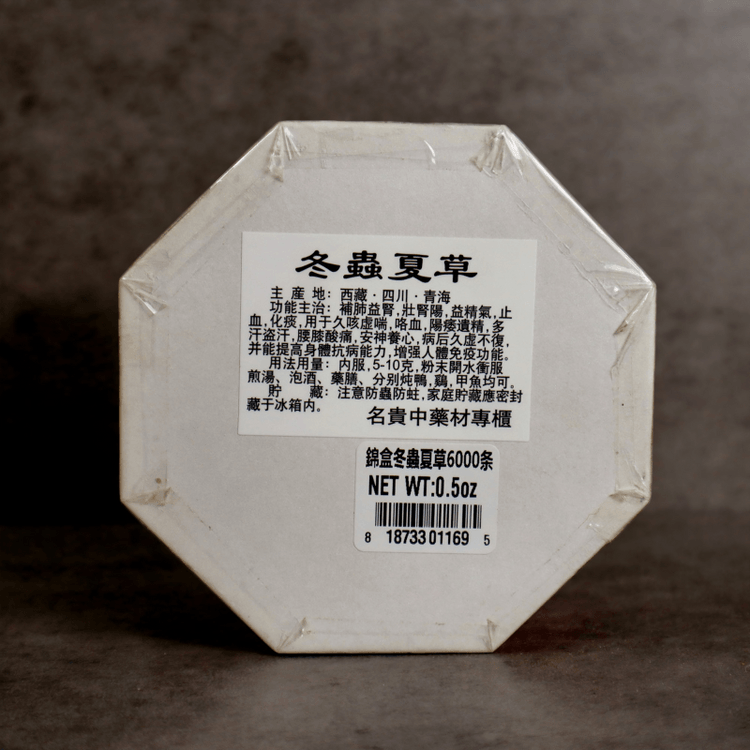 冬蟲夏草
主 產 地：西藏·四川·青海
功能主治：補肺益腎,壯腎陽,益精氣,止
血,化痰,用于久咳虚喘,咯血,陽痿遺精,多
汗盗汗,腰膝酸痛,安神養心,病后久虚不復,
并能提高身體抗病能力,增强人體免疫功能。
用法用量：内服,5-10克,粉末開水衝服
煎湯、泡酒、藥膳、分别炖鴨,鷄,甲魚均可。
貯 藏：注意防蟲防蛀,家庭貯藏應密封
藏于冰箱内。
名貴中藥材專櫃
錦盒冬蟲夏草6000条
NET WT:0.5oz
8 18733 01169 5